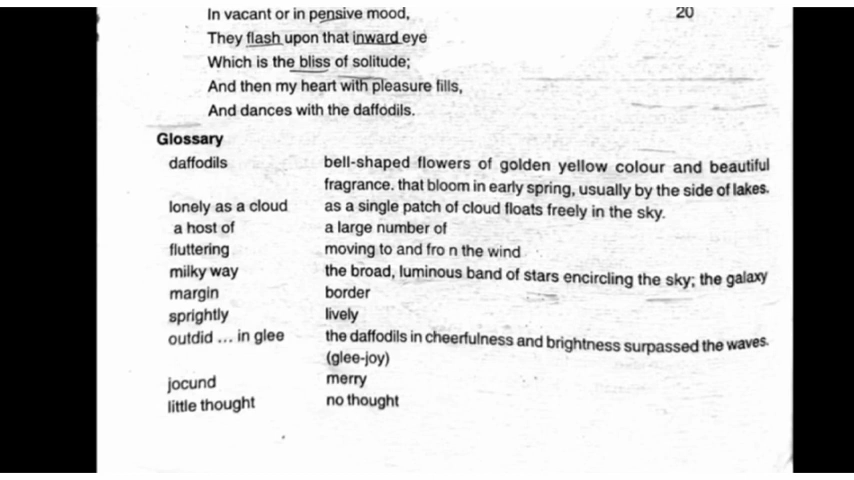 In vacant or in pensive mood, 20
They flash upon that inward eye
Which is the bliss of solitude;
And then my heart with pleasure fills,
And dances with the daffodils.
Glossary
daffodils bell-shaped flowers of golden yellow colour and beautiful
fragrance. that bloom in early spring, usually by the side of lakes.
lonely as a cloud as a single patch of cloud floats freely in the sky.
a host of a large number of
fluttering moving to and fro n the wind
milky way the broad, luminous band of stars encircling the sky; the galaxy
margin border
sprightly lively
outdid ... in glee the daffodils in cheerfulness and brightness surpassed the waves.
(glee-joy)
jocund merry
little thought no thought